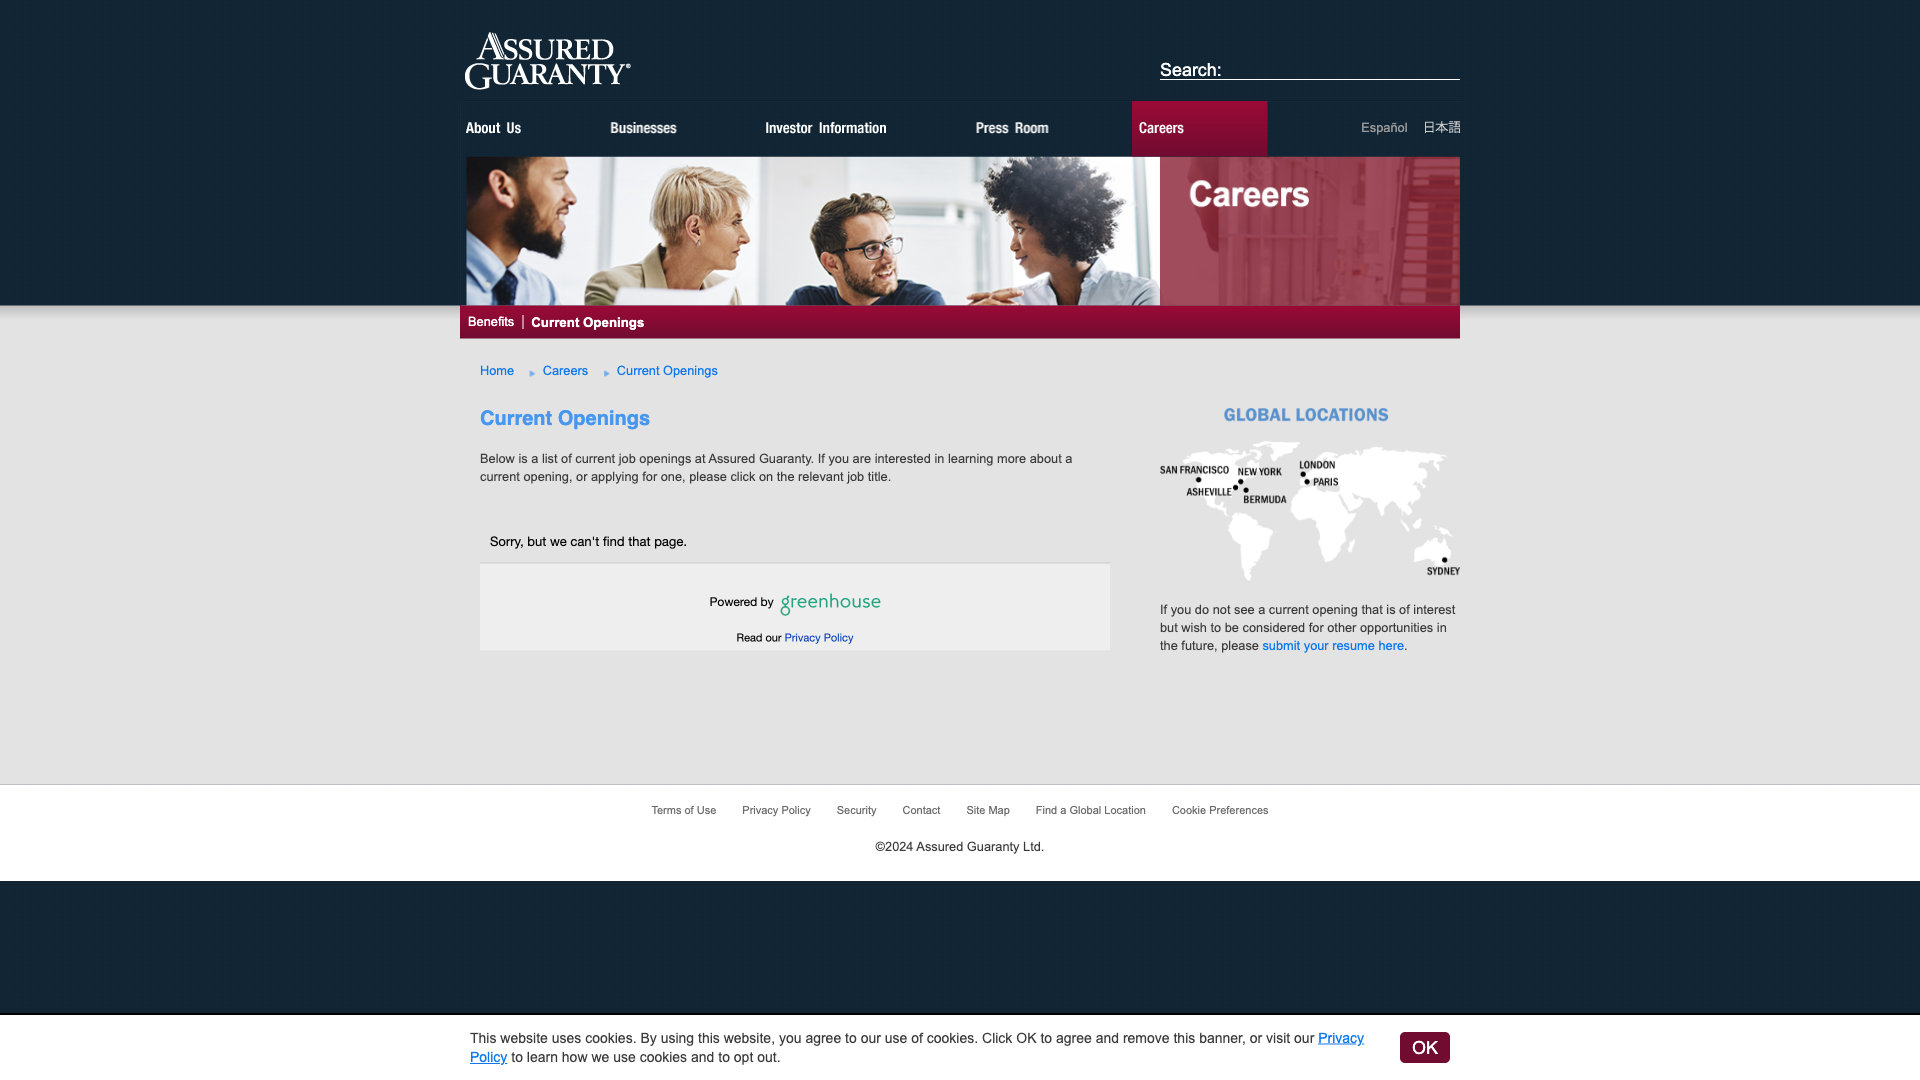 ASSURED
GUARANTY®
Search:
About Us
Businesses
Investor Information
Press Room
Careers
Español
日本語
Careers
Benefits
Current Openings
Home
Careers
Current Openings
Current Openings
Below is a list of current job openings at Assured Guaranty. If you are interested in learning more about a
current opening, or applying for one, please click on the relevant job title.
Sorry, but we can't find that page.
Powered by greenhouse
Read our Privacy Policy
GLOBAL LOCATIONS
SAN FRANCISCO
NEW YORK
LONDON
PARIS
ASHEVILLE
BERMUDA
SYDNEY
If you do not see a current opening that is of interest
but wish to be considered for other opportunities in
the future, please submit your resume here.
Terms of Use
Privacy Policy
Security
Contact
Site Map
Find a Global Location
Cookie Preferences
©2024 Assured Guaranty Ltd.
This website uses cookies. By using this website, you agree to our use of cookies. Click OK to agree and remove this banner, or visit our Privacy
Policy to learn how we use cookies and to opt out.
OK